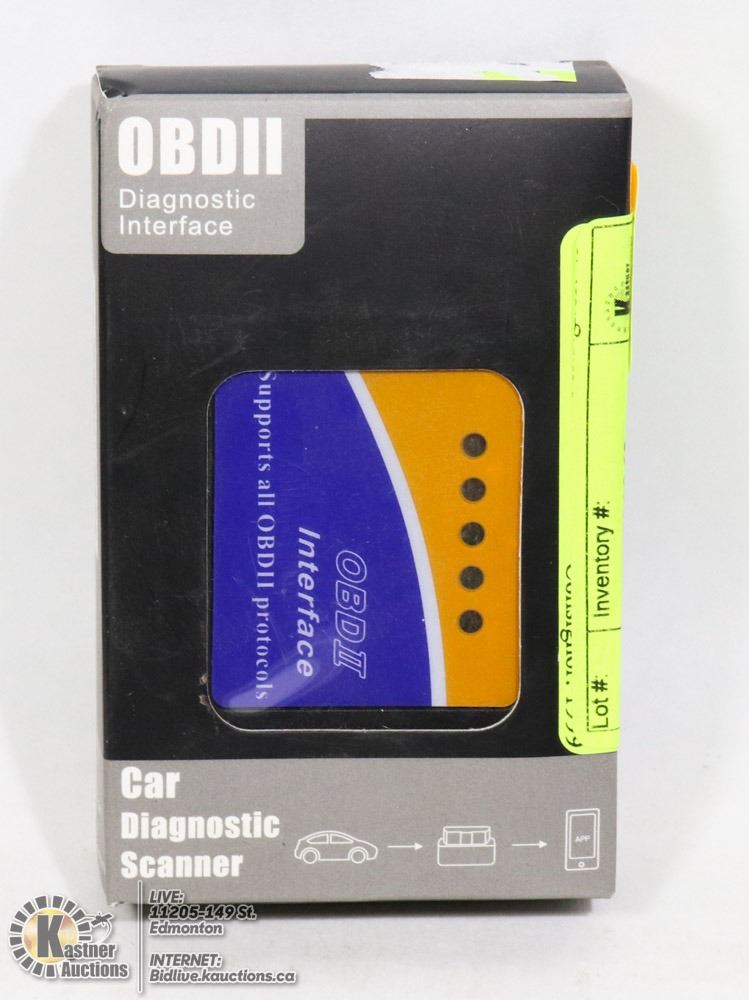 OBDII
Diagnostic
Interface
Supports all OBDII protocols
OBDII
Interface
Lot #:
Inventory #:
Kastner
Car
Diagnostic
Scanner
APP
Kastner
Auctions
LIVE:
11205-149 St.
Edmonton
INTERNET:
Bidlive.kauctions.ca